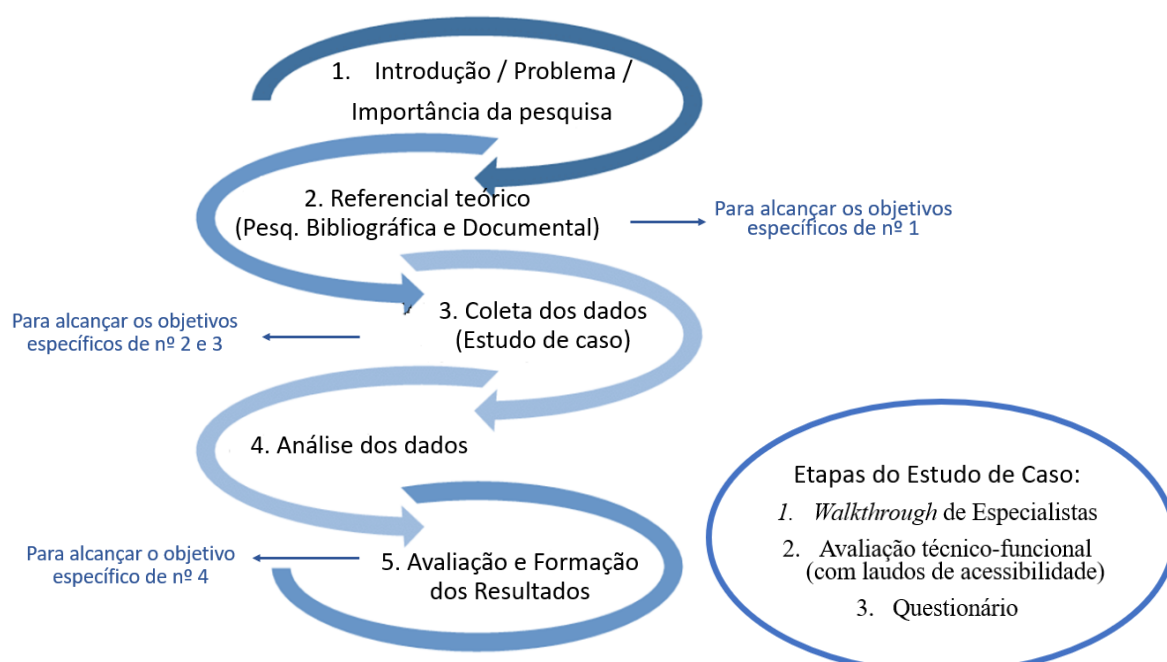 1. Introdução / Problema /
Importância da pesquisa
2. Referencial teórico
(Pesq. Bibliográfica e Documental)
Para alcançar os objetivos
específicos de nº 1
3. Coleta dos dados
(Estudo de caso)
Para alcançar os objetivos
específicos de nº 2 e 3
4. Análise dos dados
5. Avaliação e Formação
dos Resultados
Para alcançar o objetivo
específico de nº 4
Etapas do Estudo de Caso:
1. Walkthrough de Especialistas
2. Avaliação técnico-funcional
(com laudos de acessibilidade)
3. Questionário